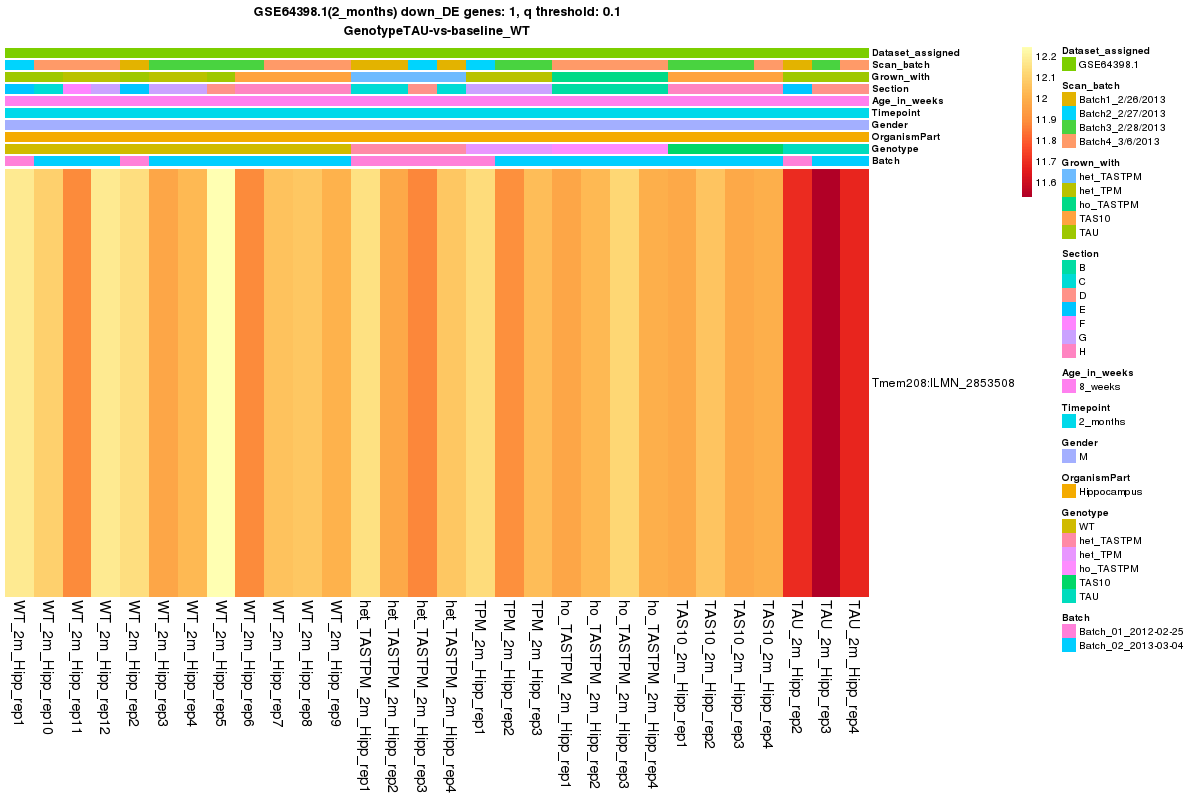 GSE64398.1(2_months) down_DE genes: 1, q threshold: 0.1
GenotypeTAU-vs-baseline_WT
Dataset_assigned
Scan_batch
Grown_with
Section
Age_in_weeks
Timepoint
Gender
OrganismPart
Genotype
Batch
Tmem208:ILMN_2853508
WT_2m_Hipp_rep1
WT_2m_Hipp_rep10
WT_2m_Hipp_rep11
WT_2m_Hipp_rep12
WT_2m_Hipp_rep2
WT_2m_Hipp_rep3
WT_2m_Hipp_rep4
WT_2m_Hipp_rep5
WT_2m_Hipp_rep6
WT_2m_Hipp_rep7
WT_2m_Hipp_rep8
WT_2m_Hipp_rep9
het_TASTPM_2m_Hipp_rep1
het_TASTPM_2m_Hipp_rep2
het_TASTPM_2m_Hipp_rep3
het_TASTPM_2m_Hipp_rep4
TPM_2m_Hipp_rep1
TPM_2m_Hipp_rep2
TPM_2m_Hipp_rep3
ho_TASTPM_2m_Hipp_rep1
ho_TASTPM_2m_Hipp_rep2
ho_TASTPM_2m_Hipp_rep3
ho_TASTPM_2m_Hipp_rep4
TAS10_2m_Hipp_rep1
TAS10_2m_Hipp_rep2
TAS10_2m_Hipp_rep3
TAS10_2m_Hipp_rep4
TAU_2m_Hipp_rep2
TAU_2m_Hipp_rep3
TAU_2m_Hipp_rep4
12.2
12.1
12
11.9
11.8
11.7
11.6
Dataset_assigned
GSE64398.1
Scan_batch
Batch1_2/26/2013
Batch2_2/27/2013
Batch3_2/28/2013
Batch4_3/6/2013
Grown_with
het_TASTPM
het_TPM
ho_TASTPM
TAS10
TAU
Section
B
C
D
E
F
G
H
Age_in_weeks
8_weeks
Timepoint
2_months
Gender
M
OrganismPart
Hippocampus
Genotype
WT
het_TASTPM
het_TPM
ho_TASTPM
TAS10
TAU
Batch
Batch_01_2012-02-25
Batch_02_2013-03-04